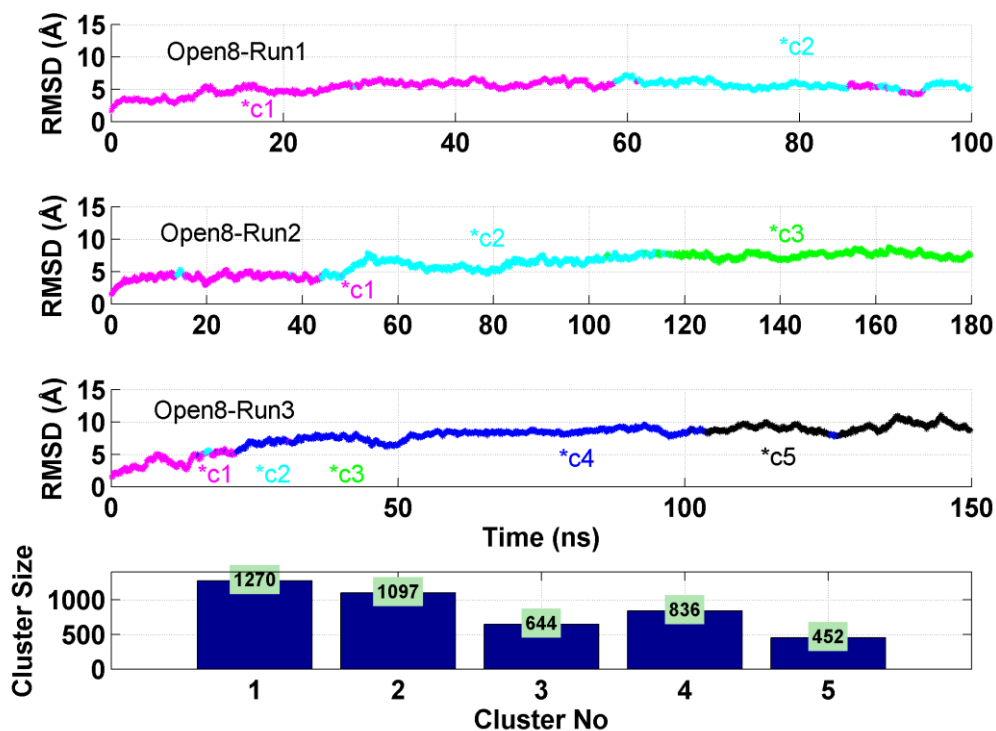 RMSD (Å)
15
10
5
0
Open8-Run1
*c1
*c2
0 20 40 60 80 100
RMSD (Å)
15
10
5
0
Open8-Run2
*c2
*c3
*c1
0 20 40 60 80 100 120 140 160 180
RMSD (Å)
15
10
5
0
Open8-Run3
*c1 *c2 *c3 *c4 *c5
0 50 100 150
Time (ns)
Cluster Size
1000
500
0
1270 1097 644 836 452
1 2 3 4 5
Cluster No